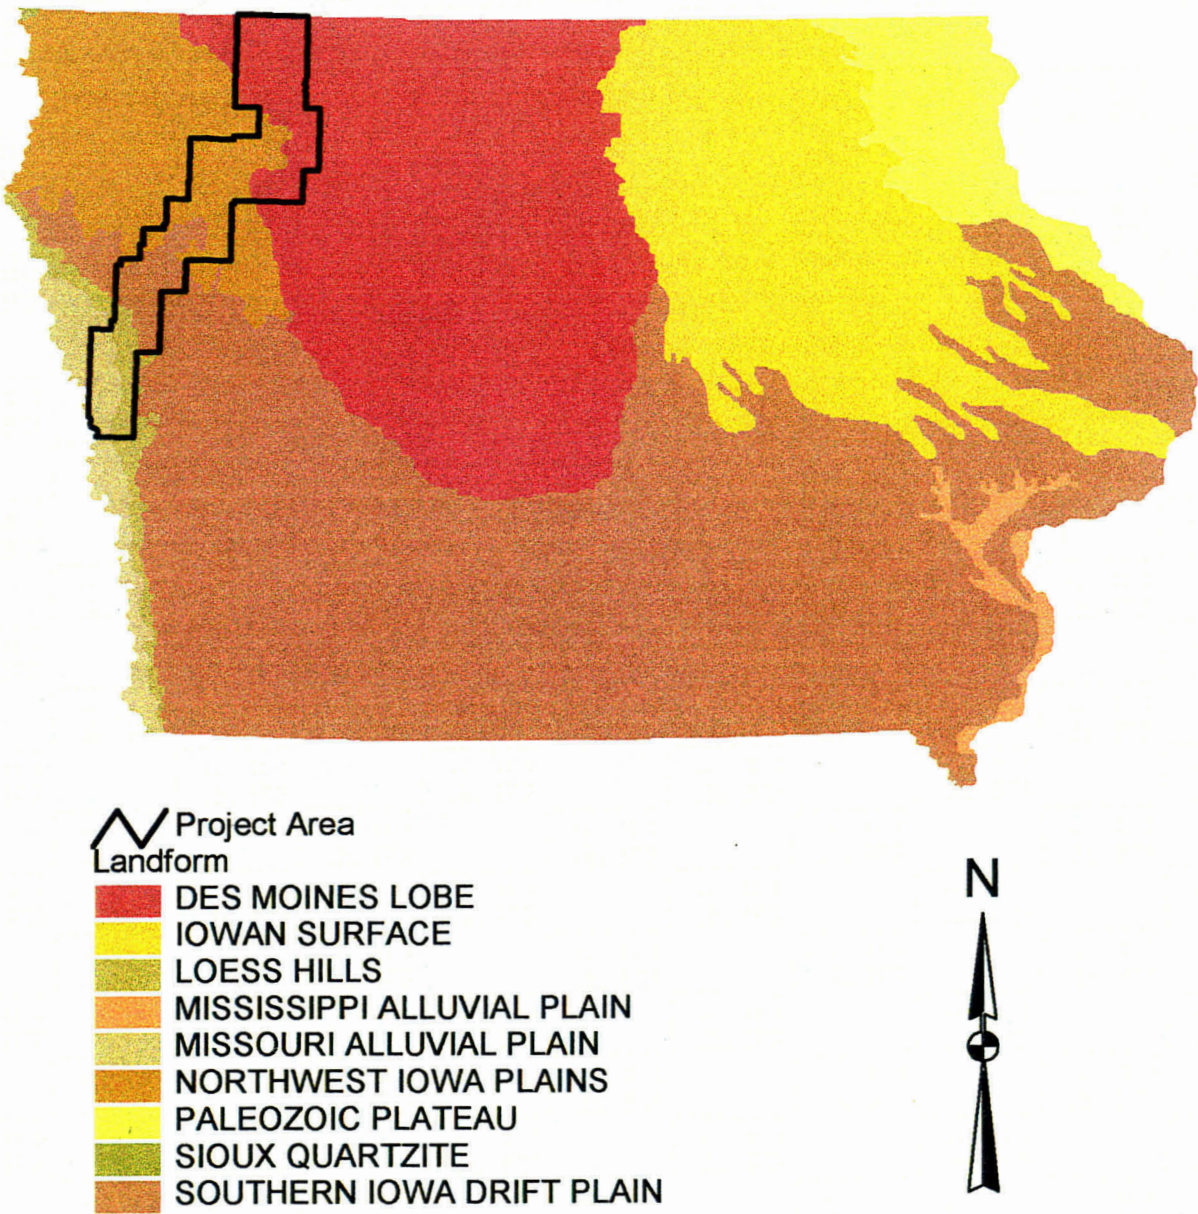 Project Area
Landform
DES MOINES LOBE
IOWAN SURFACE
LOESS HILLS
MISSISSIPPI ALLUVIAL PLAIN
MISSOURI ALLUVIAL PLAIN
NORTHWEST IOWA PLAINS
PALEOZOIC PLATEAU
SIOUX QUARTZITE
SOUTHERN IOWA DRIFT PLAIN
N